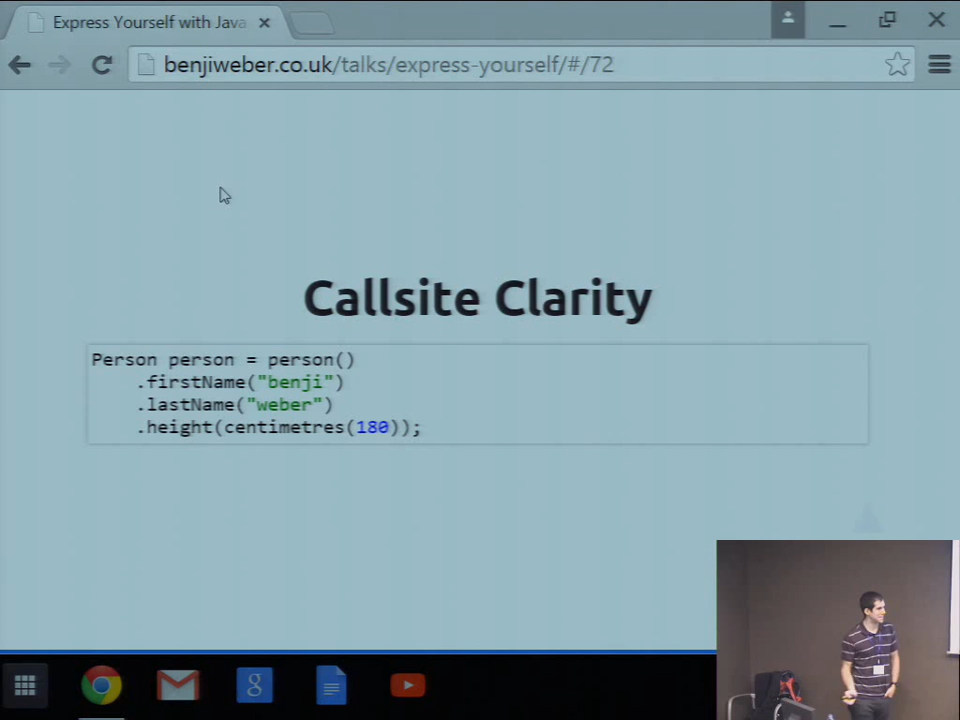 Express Yourself with Java
benjiweber.co.uk/talks/express-yourself/#/72
Callsite Clarity
Person person = person()
.firstName("benji")
.lastName("weber")
.height(centimetres(180));
g